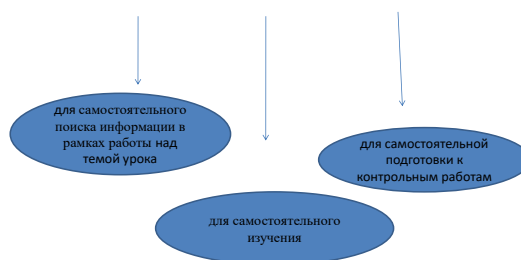 для самостоятельного
поиска информации в
рамках работы над
темой урока
для самостоятельной
подготовки к
контрольным работам
для самостоятельного
изучения